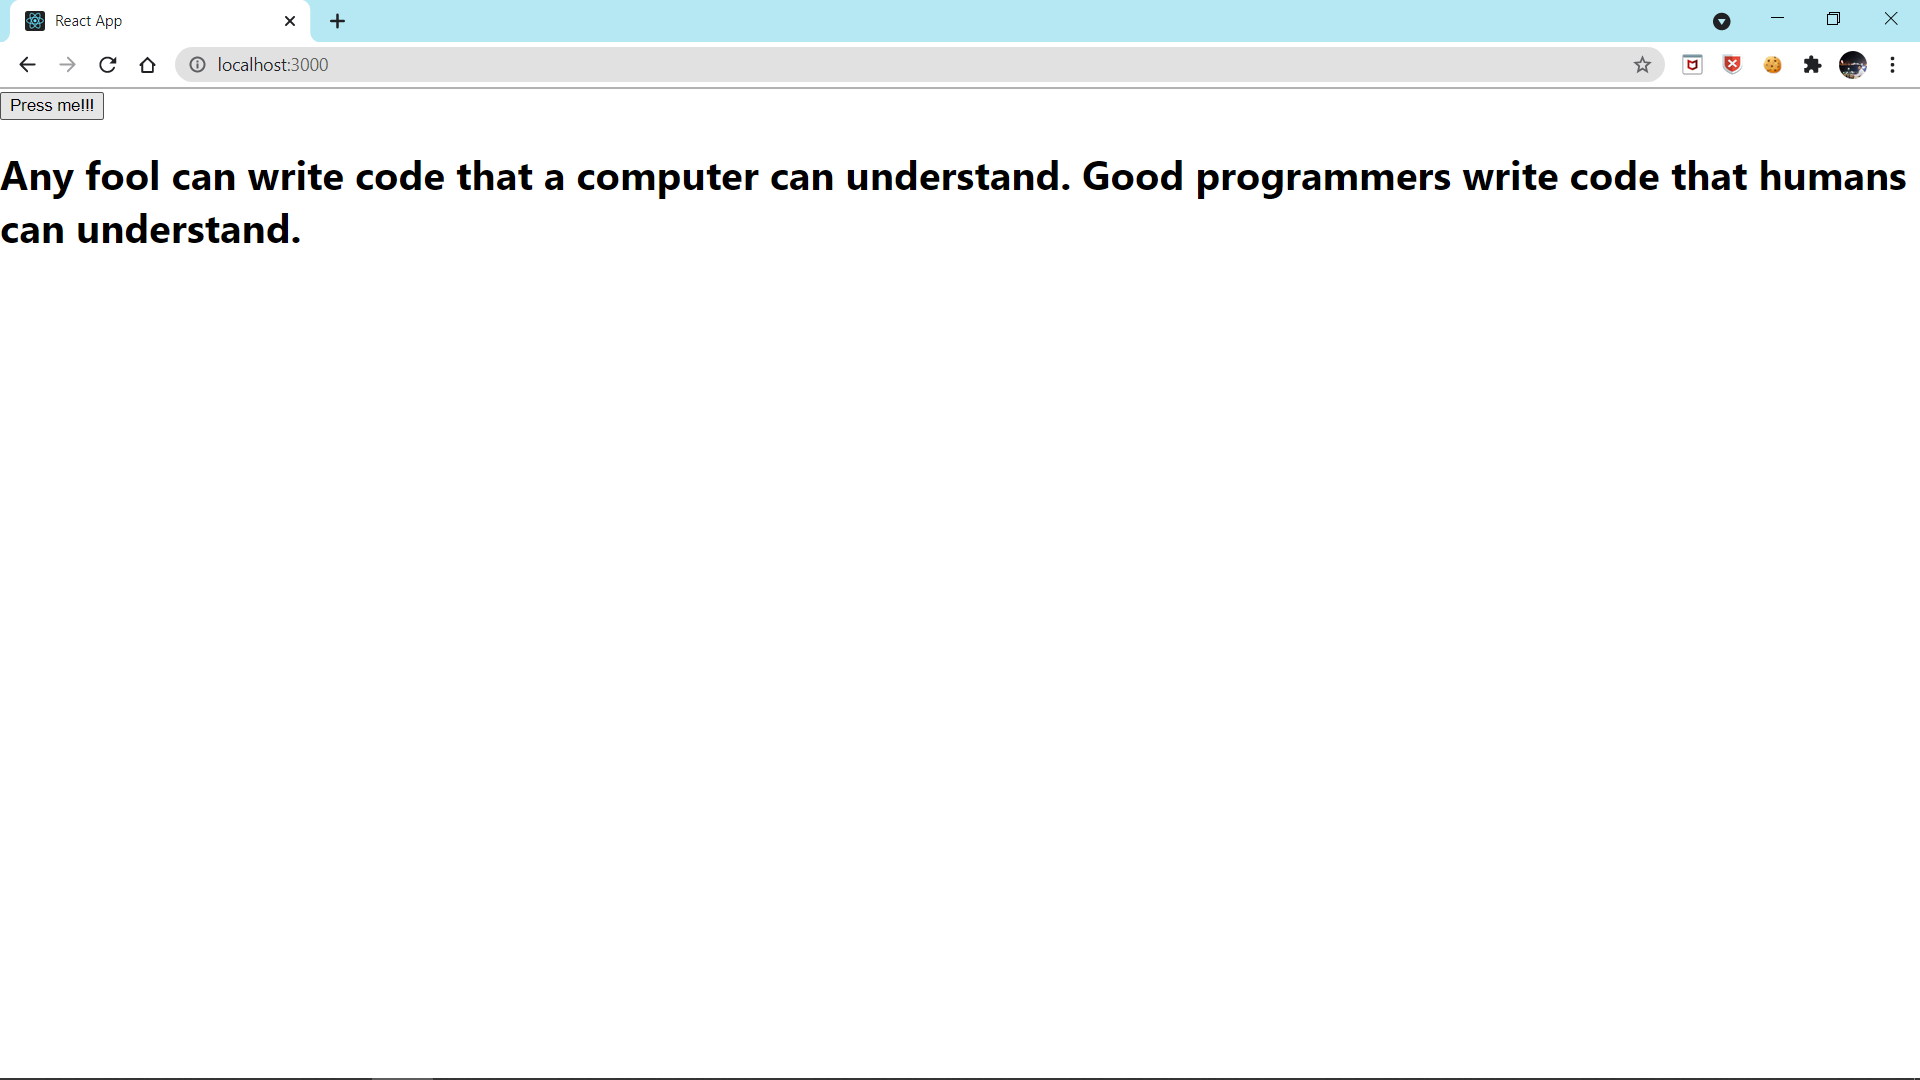 React App
localhost:3000
Press me!!!
Any fool can write code that a computer can understand. Good programmers write code that humans
can understand.